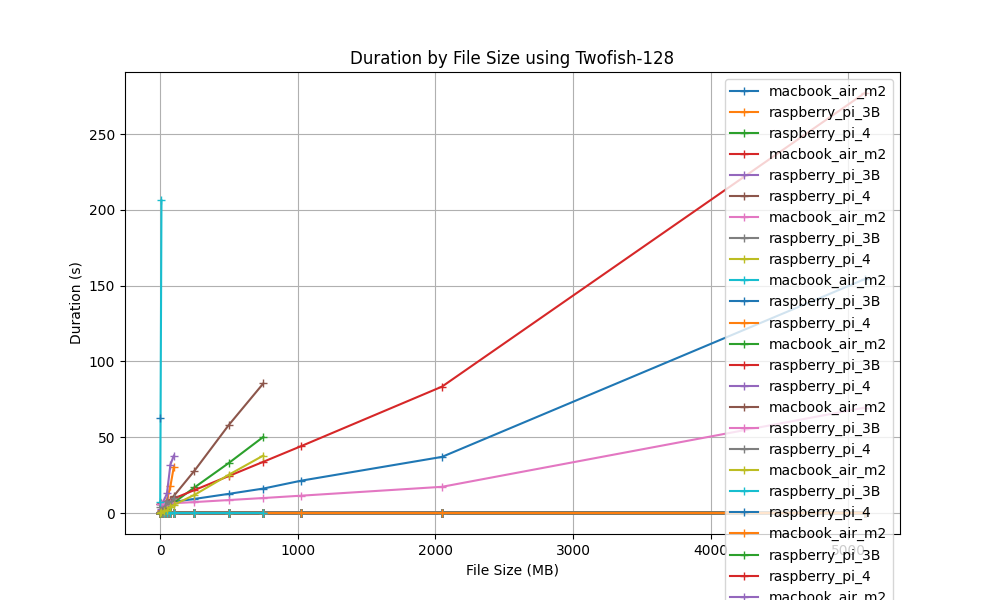 Duration by File Size using Twofish-128
Duration (s)
250
200
150
100
50
0
0
1000
2000
3000
4000
5000
File Size (MB)
macbook_air_m2
raspberry_pi_3B
raspberry_pi_4
macbook_air_m2
raspberry_pi_3B
raspberry_pi_4
macbook_air_m2
raspberry_pi_3B
raspberry_pi_4
macbook_air_m2
raspberry_pi_3B
raspberry_pi_4
macbook_air_m2
raspberry_pi_3B
raspberry_pi_4
macbook_air_m2
raspberry_pi_3B
raspberry_pi_4
macbook_air_m2
raspberry_pi_3B
raspberry_pi_4
macbook_air_m2
raspberry_pi_3B
raspberry_pi_4
macbook_air_m2